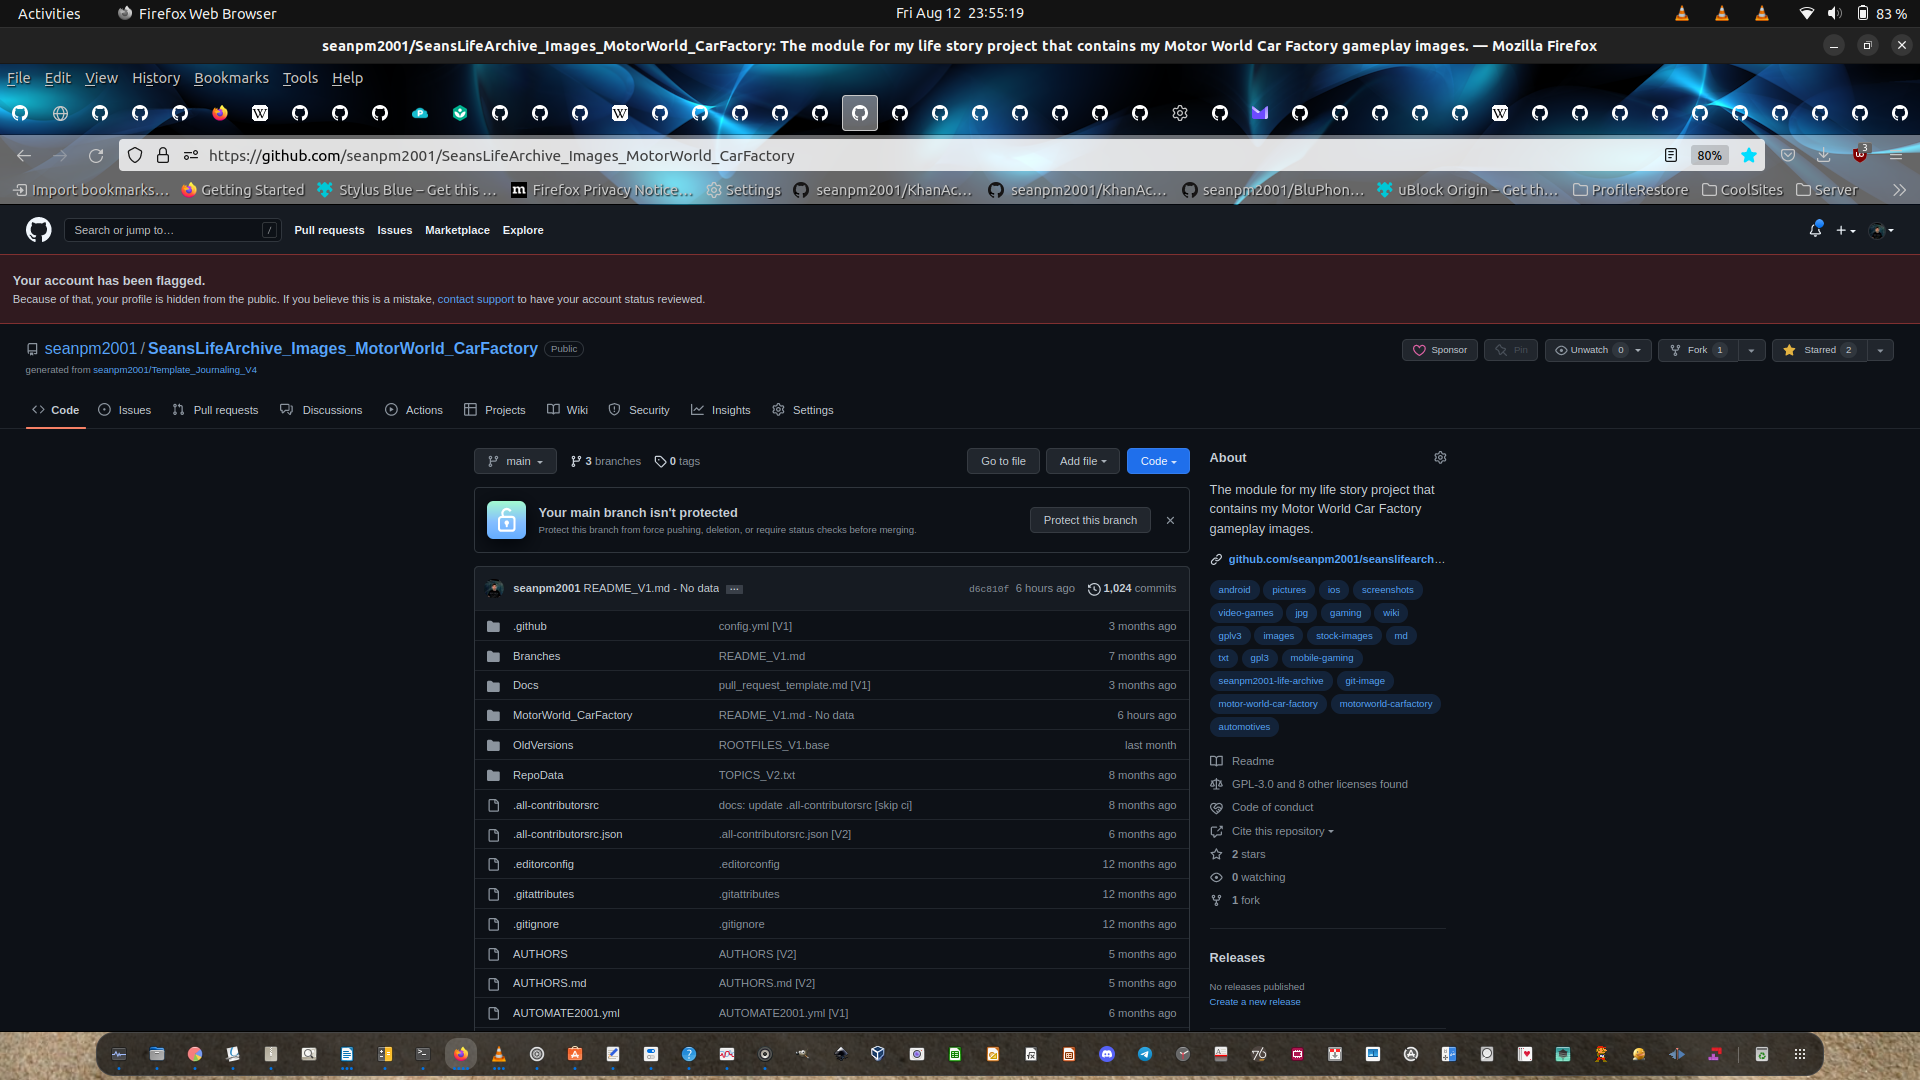 Activities
Firefox Web Browser
Fri Aug 12 23:55:19
83 %
seanpm2001/SeansLifeArchive_Images_MotorWorld_CarFactory: The module for my life story project that contains my Motor World Car Factory gameplay images. — Mozilla Firefox
File Edit View History Bookmarks Tools Help
https://github.com/seanpm2001/SeansLifeArchive_Images_MotorWorld_CarFactory
80%
3
Import bookmarks…
Getting Started
Stylus Blue – Get this …
Firefox Privacy Notice…
Settings
seanpm2001/KhanAc…
seanpm2001/KhanAc…
seanpm2001/BluPhon…
uBlock Origin – Get th…
ProfileRestore
CoolSites
Server
Search or jump to…
/
Pull requests
Issues
Marketplace
Explore
Your account has been flagged.
Because of that, your profile is hidden from the public. If you believe this is a mistake, contact support to have your account status reviewed.
seanpm2001 / SeansLifeArchive_Images_MotorWorld_CarFactory
Public
generated from seanpm2001/Template_Journaling_V4
Sponsor
Pin
Unwatch 0
Fork 1
Starred 2
Code
Issues
Pull requests
Discussions
Actions
Projects
Wiki
Security
Insights
Settings
main
3 branches
0 tags
Go to file
Add file
Code
Your main branch isn't protected
Protect this branch from force pushing, deletion, or require status checks before merging.
Protect this branch
seanpm2001 README_V1.md - No data …
d6c810f 6 hours ago
1,024 commits
.github config.yml [V1] 3 months ago
Branches README_V1.md 7 months ago
Docs pull_request_template.md [V1] 3 months ago
MotorWorld_CarFactory README_V1.md - No data 6 hours ago
OldVersions ROOTFILES_V1.base last month
RepoData TOPICS_V2.txt 8 months ago
.all-contributorsrc docs: update .all-contributorsrc [skip ci] 8 months ago
.all-contributorsrc.json .all-contributorsrc.json [V2] 6 months ago
.editorconfig .editorconfig 12 months ago
.gitattributes .gitattributes 12 months ago
.gitignore .gitignore 12 months ago
AUTHORS AUTHORS [V2] 5 months ago
AUTHORS.md AUTHORS.md [V2] 5 months ago
AUTOMATE2001.yml AUTOMATE2001.yml [V1] 6 months ago
About
The module for my life story project that
contains my Motor World Car Factory
gameplay images.
github.com/seanpm2001/seanslifearch…
android pictures ios screenshots
video-games jpg gaming wiki
gplv3 images stock-images md
txt gpl3 mobile-gaming
seanpm2001-life-archive git-image
motor-world-car-factory motorworld-carfactory
automotives
Readme
GPL-3.0 and 8 other licenses found
Code of conduct
Cite this repository
2 stars
0 watching
1 fork
Releases
No releases published
Create a new release